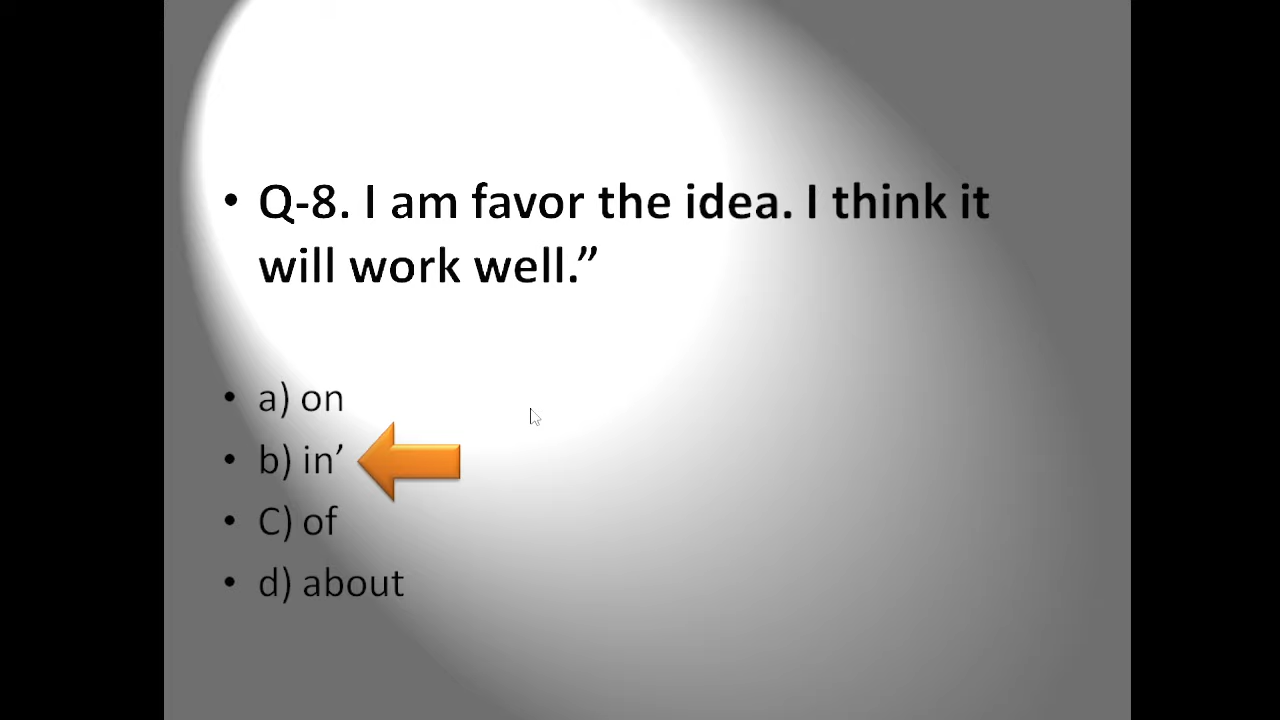 • Q-8. I am favor the idea. I think it
will work well.”
• a) on
• b) in’
• C) of
• d) about